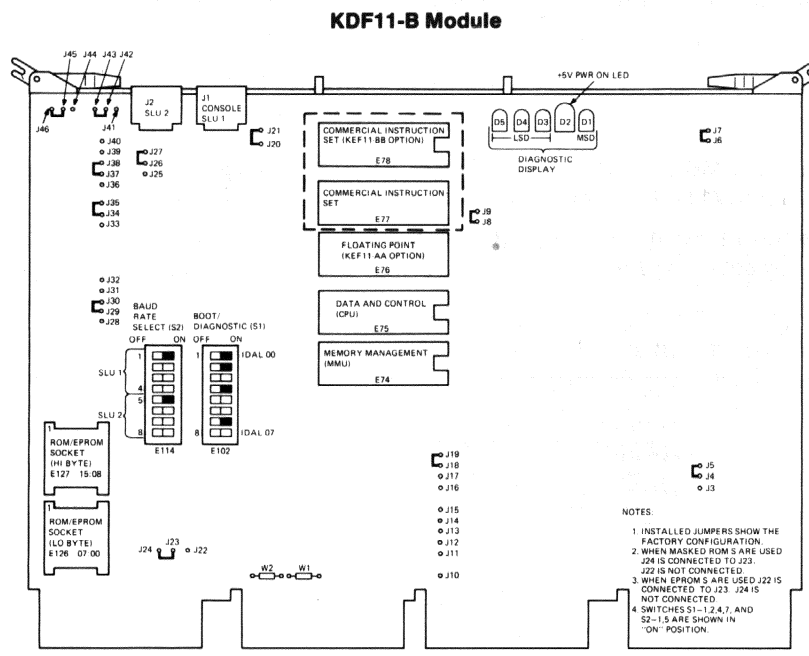 KDF11-B Module
J45 J44 J43 J42
J46
J41
J2
SLU 2
J1
CONSOLE
SLU 1
+5V PWR ON LED
J40
J39
J38
J37
J36
J35
J34
J33
J27
J26
J25
J21
J20
COMMERCIAL INSTRUCTION
SET (KEF11-BB OPTION)
E78
COMMERCIAL INSTRUCTION
SET
E77
D5 D4 D3 D2 D1
LSD MSD
DIAGNOSTIC
DISPLAY
J7
J6
J9
J8
FLOATING POINT
(KEF11-AA OPTION)
E76
DATA AND CONTROL
(CPU)
E75
MEMORY MANAGEMENT
(MMU)
E74
J32
J31
J30
J29
J28
BAUD
RATE
SELECT (S2)
OFF ON
BOOT/
DIAGNOSTIC (S1)
OFF ON
1
SLU 1
4
5
SLU 2
8
E114
1 IDAL 00
8 IDAL 07
E102
1
ROM/EPROM
SOCKET
(HI BYTE)
E127 15:08
1
ROM/EPROM
SOCKET
(LO BYTE)
E126 07:00
J24 J23 J22
W2 W1
J19
J18
J17
J16
J15
J14
J13
J12
J11
J10
J5
J4
J3
NOTES:
1. INSTALLED JUMPERS SHOW THE
FACTORY CONFIGURATION.
2. WHEN MASKED ROM S ARE USED
J24 IS CONNECTED TO J23.
J22 IS NOT CONNECTED.
3. WHEN EPROM S ARE USED J22 IS
CONNECTED TO J23. J24 IS
NOT CONNECTED.
4. SWITCHES S1–1,2,4,7, AND
S2–1,5 ARE SHOWN IN
"ON" POSITION.